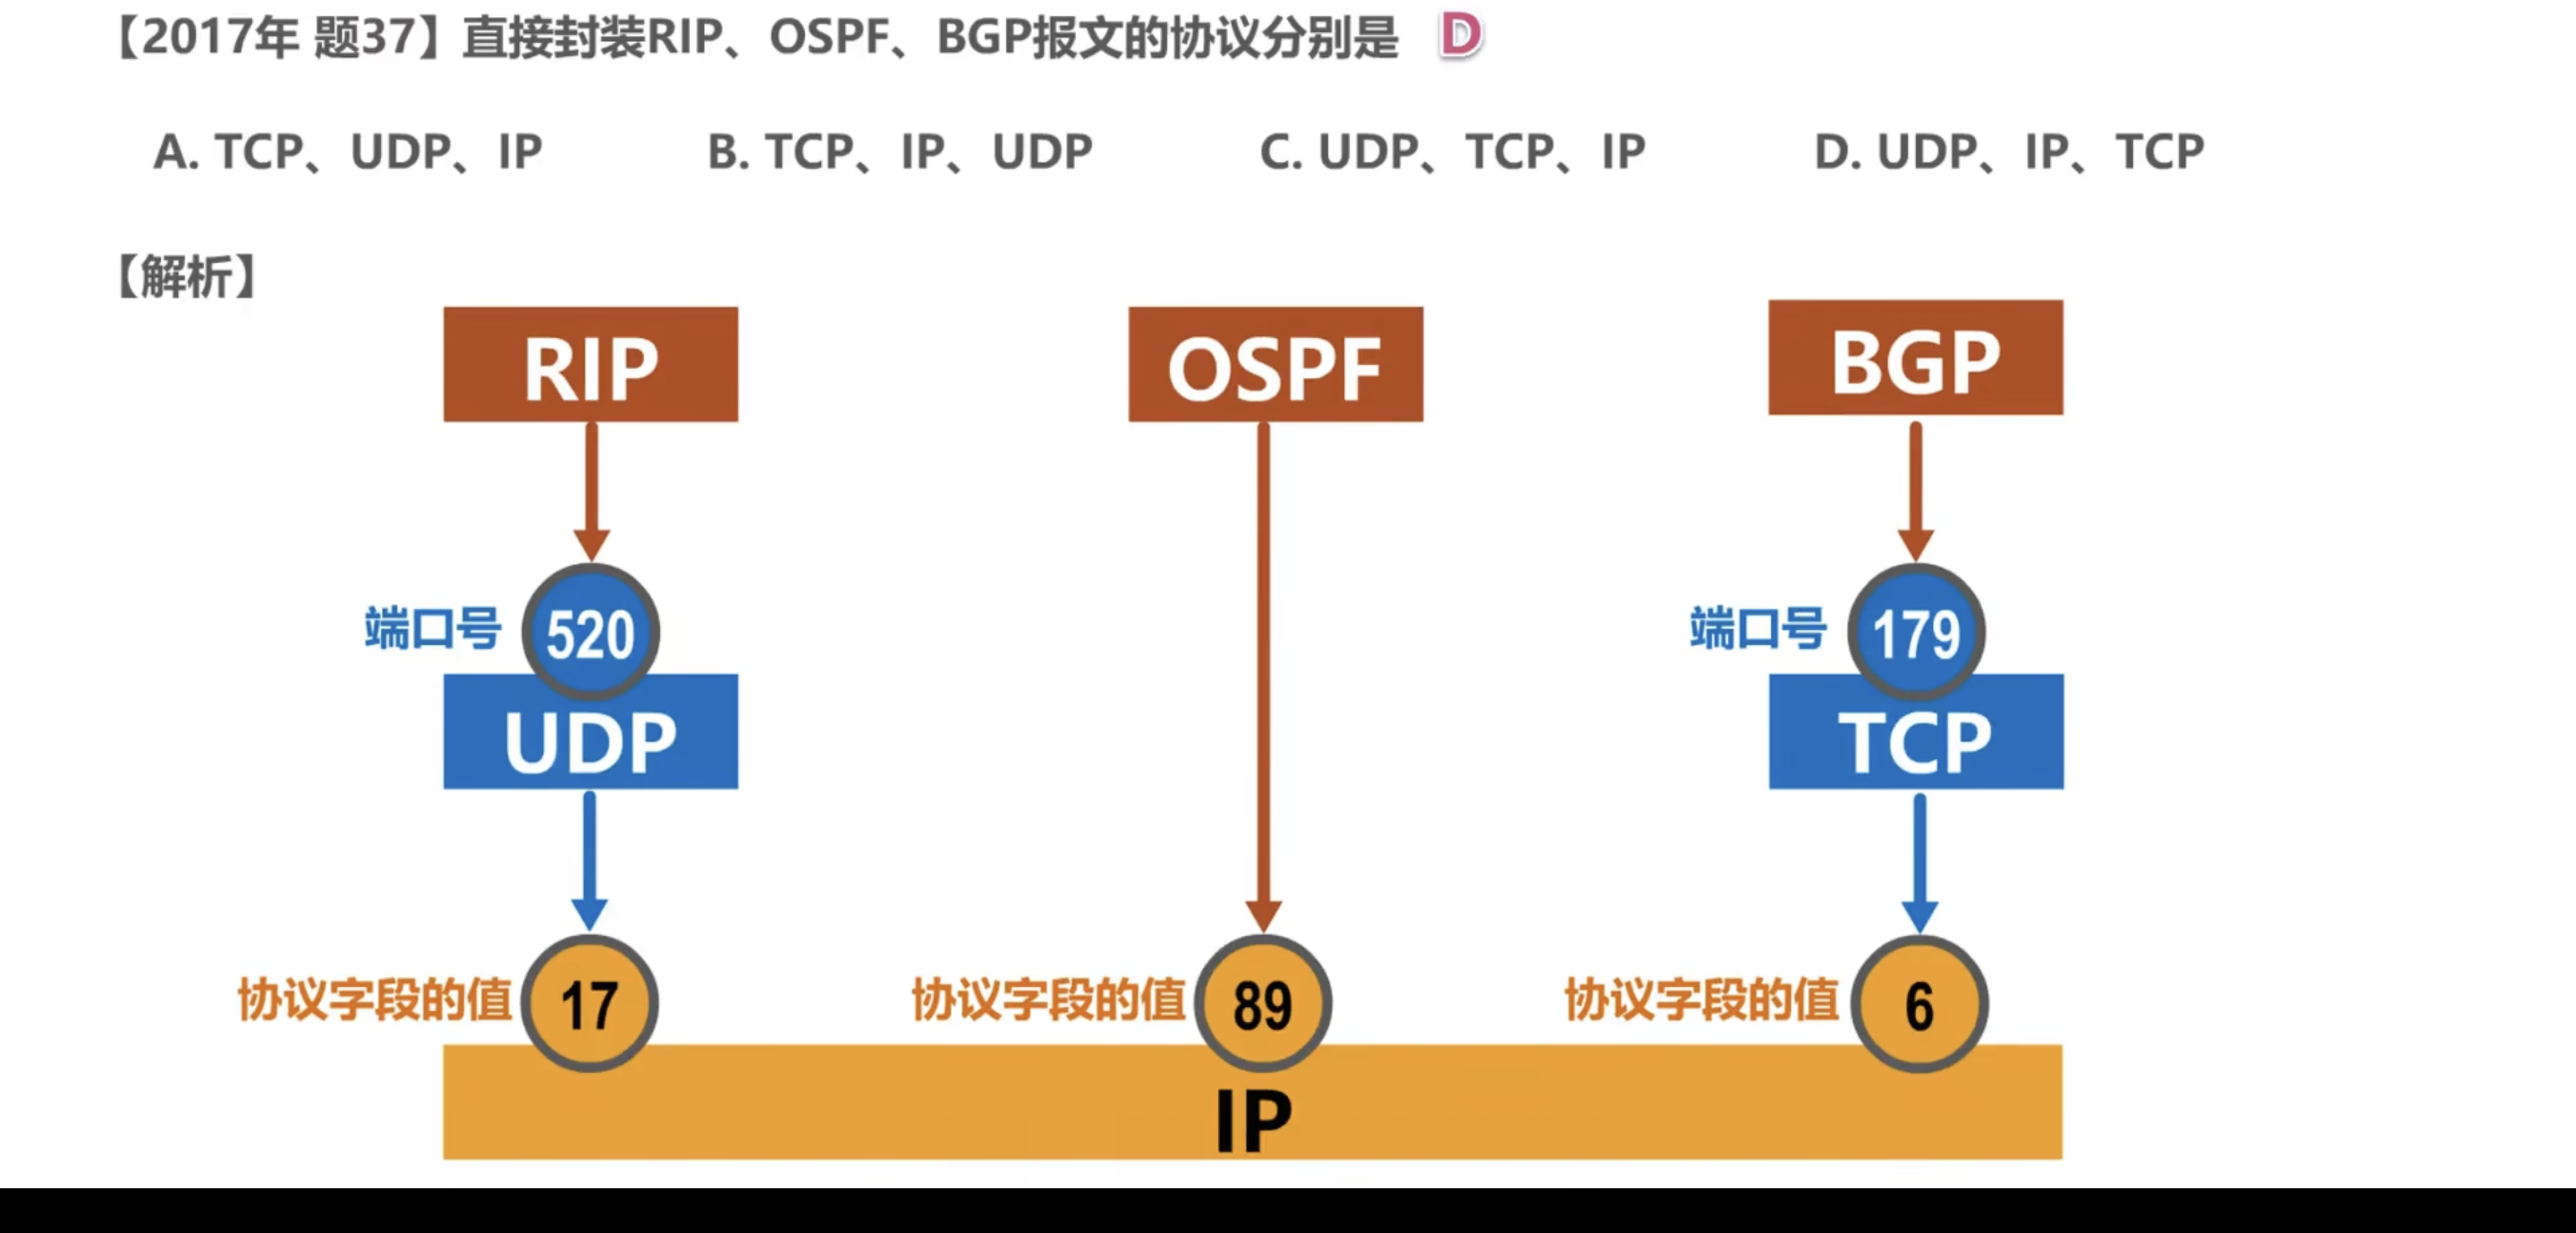 【2017年 题37】直接封装RIP、OSPF、BGP报文的协议分别是 D
A. TCP、UDP、IP B. TCP、IP、UDP C. UDP、TCP、IP D. UDP、IP、TCP
【解析】
RIP OSPF BGP
端口号 520 端口号 179
UDP TCP
协议字段的值 17 协议字段的值 89 协议字段的值 6
IP